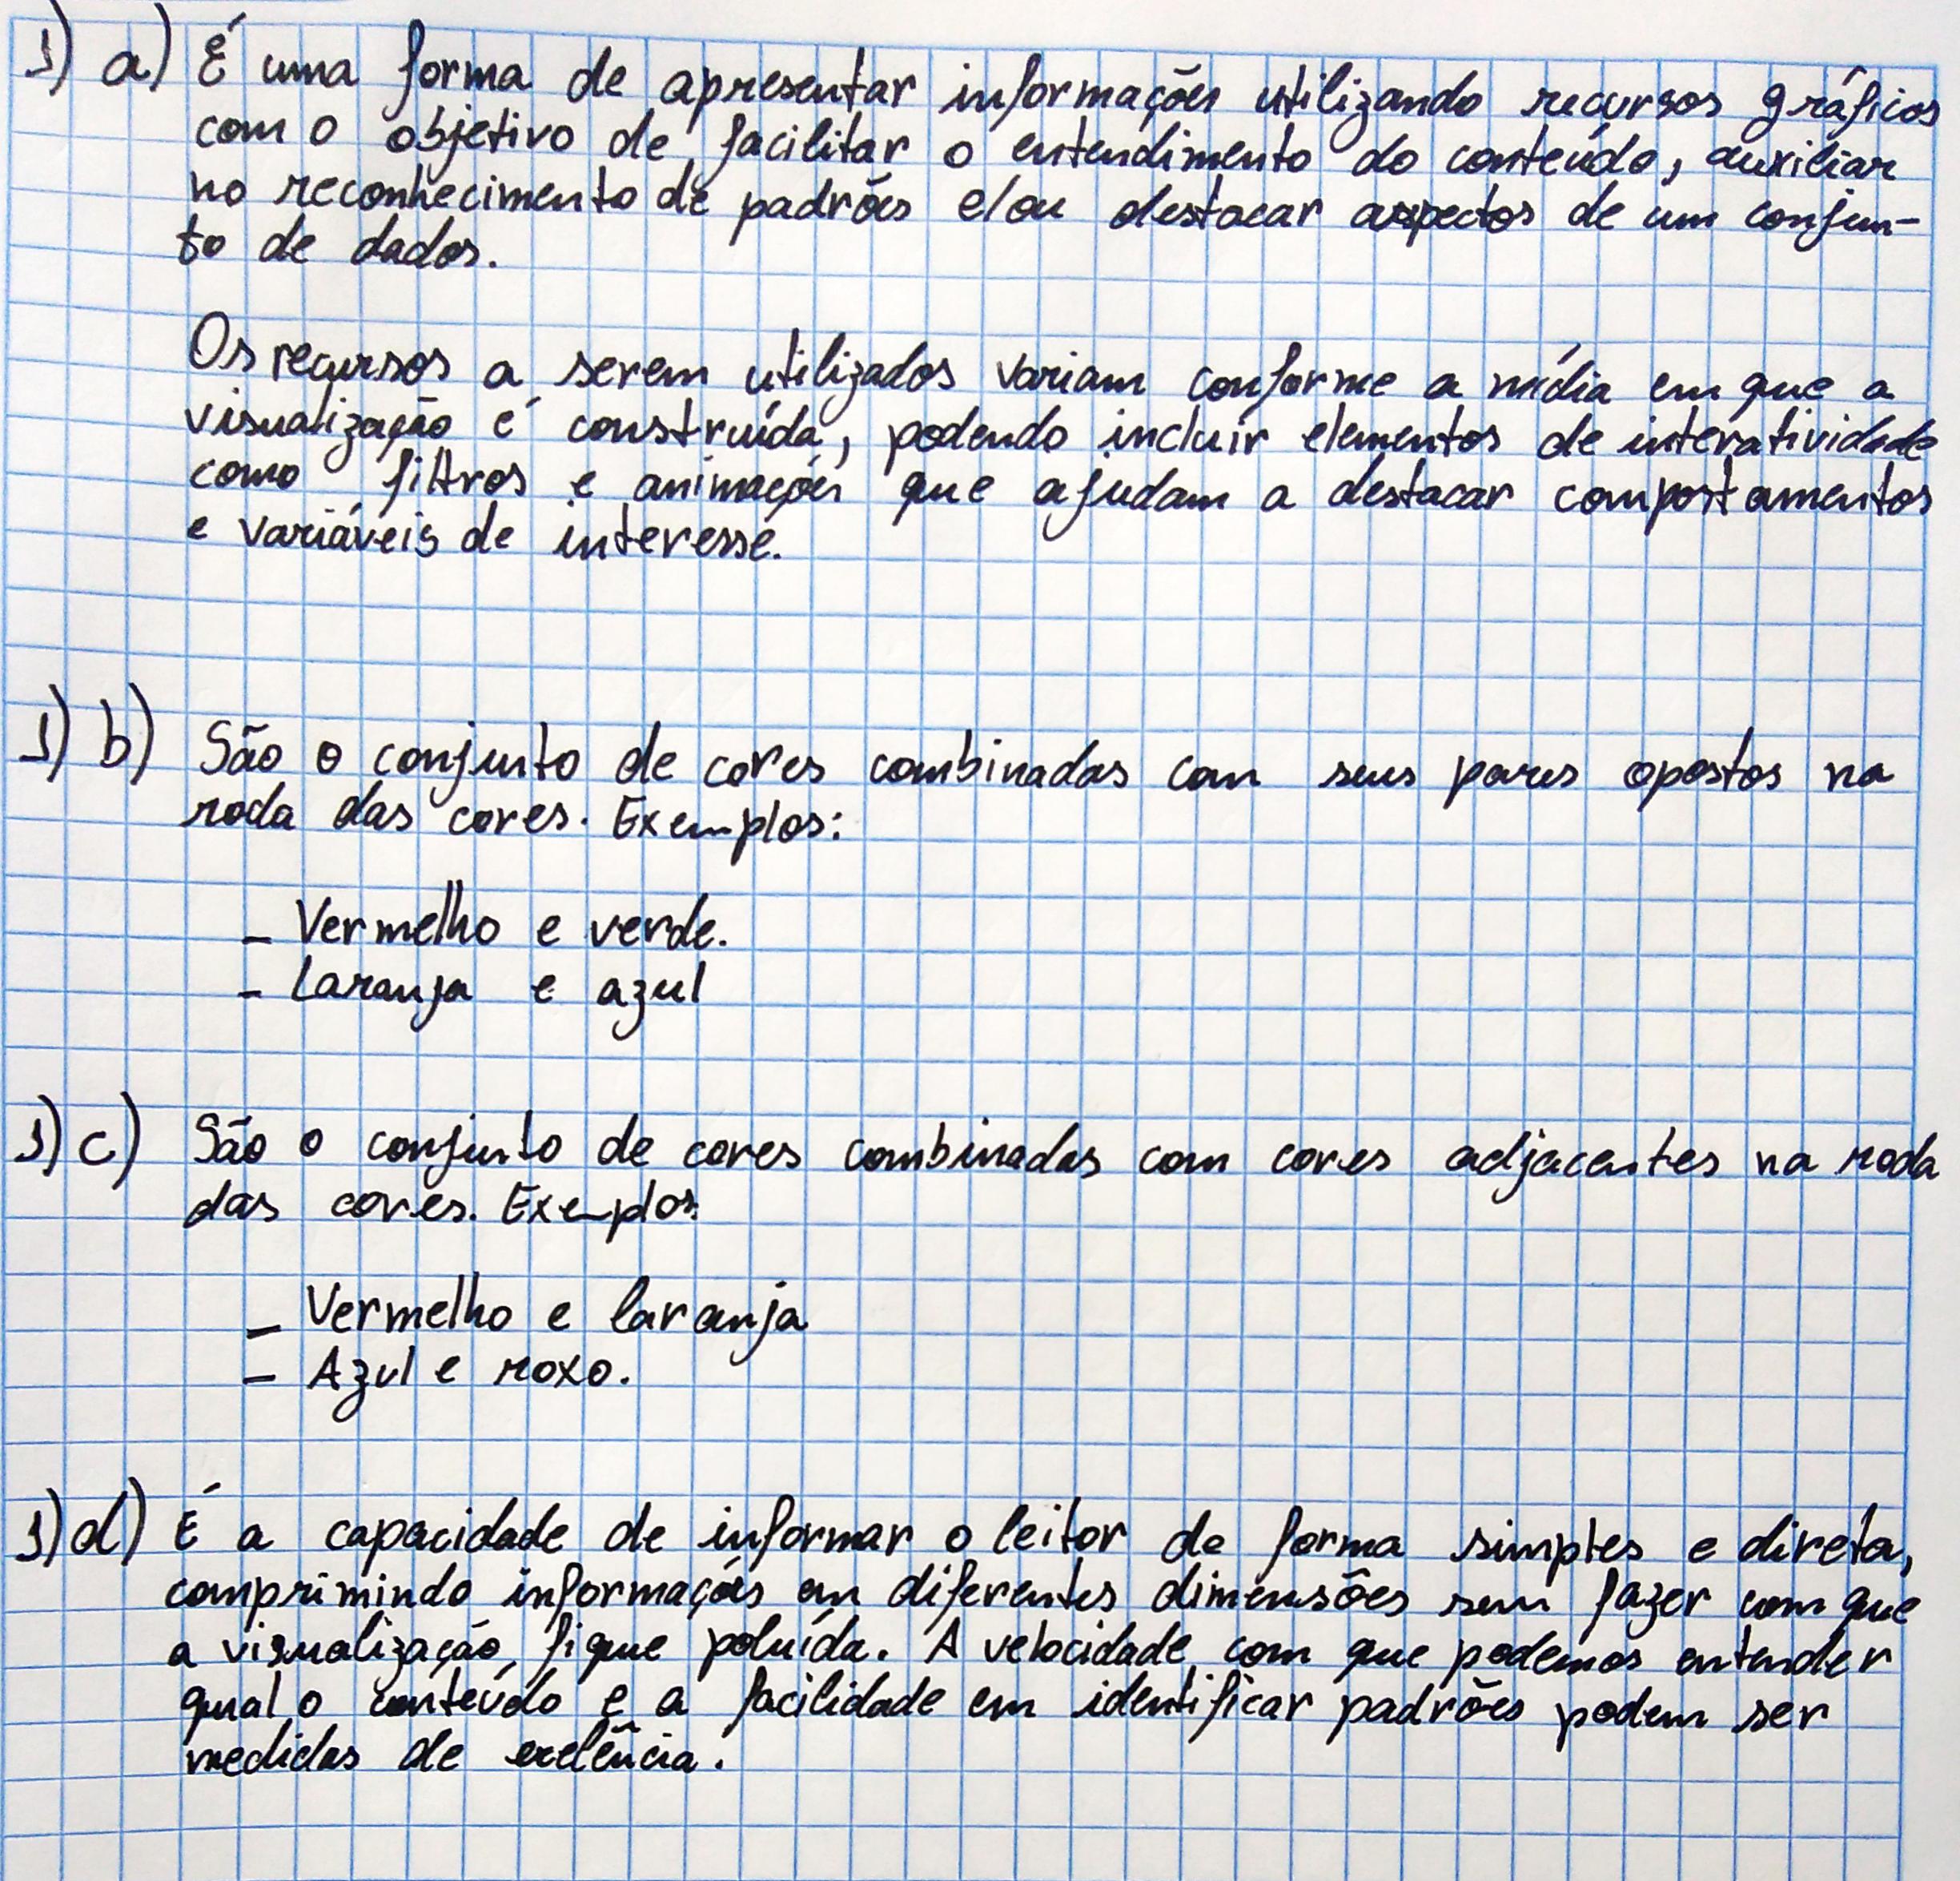 1) a) É uma forma de apresentar informações utilizando recursos gráficos
com o objetivo de facilitar o entendimento do conteúdo, auxiliar
no reconhecimento de padrões e/ou destacar aspectos de um conjun-
to de dados.
Os recursos a serem utilizados variam conforme a mídia em que a
visualização é construída, podendo incluir elementos de interatividade
como filtros e animações que ajudam a destacar comportamentos
e variáveis de interesse.
1) b) São o conjunto de cores combinadas com seus pares opostos na
roda das cores. Exemplos:
- Vermelho e verde.
- Laranja e azul
1) c) São o conjunto de cores combinadas com cores adjacentes na roda
das cores. Exemplos:
- Vermelho e laranja
- Azul e roxo.
1) d) É a capacidade de informar o leitor de forma simples e direta,
comprimindo informações em diferentes dimensões sem fazer com que
a visualização fique poluída. A velocidade com que podemos entender
qual o conteúdo e a facilidade em identificar padrões podem ser
medidas de exelência.